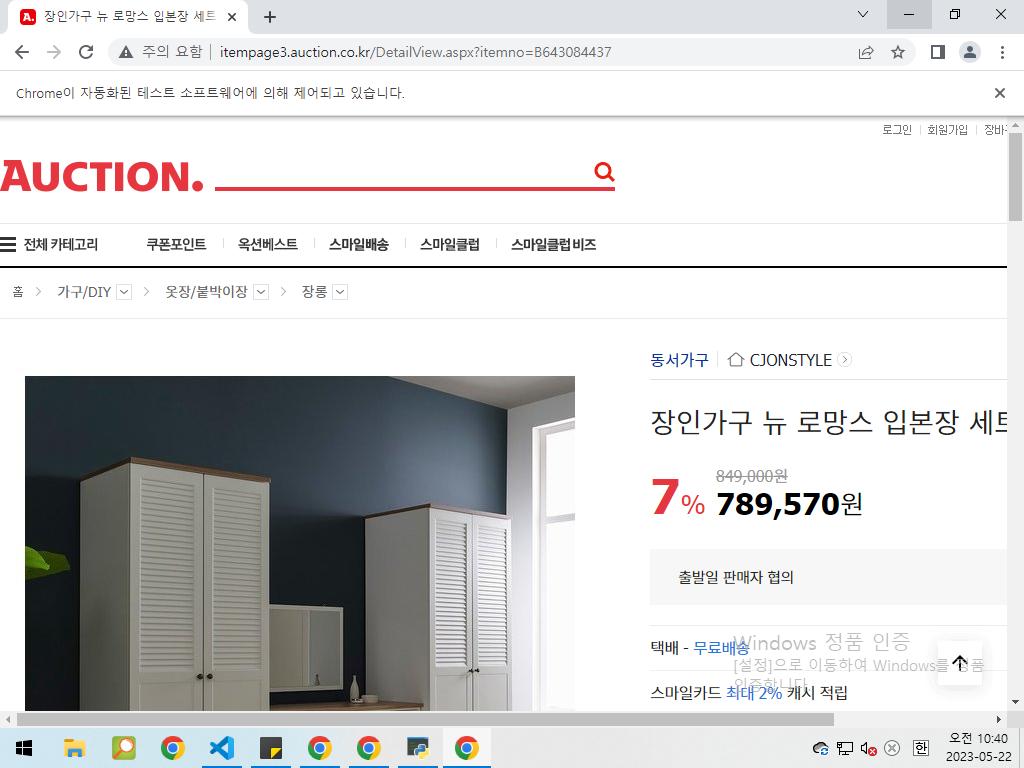 장인가구 뉴 로망스 입본장 세트
주의 요함 itempage3.auction.co.kr/DetailView.aspx?itemno=B643084437
Chrome이 자동화된 테스트 소프트웨어에 의해 제어되고 있습니다.
로그인 회원가입 장바
AUCTION.
전체 카테고리 쿠폰포인트 옥션베스트 스마일배송 스마일클럽 스마일클럽 비즈
홈 가구/DIY 옷장/붙박이장 장롱
동서가구 CJONSTYLE
장인가구 뉴 로망스 입본장 세트
849,000원
7% 789,570원
출발일 판매자 협의
택배 - 무료배송
Windows 정품 인증
[설정]으로 이동하여 Windows를 정품
인증합니다.
스마일카드 최대 2% 캐시 적립
한
오전 10:40
2023-05-22